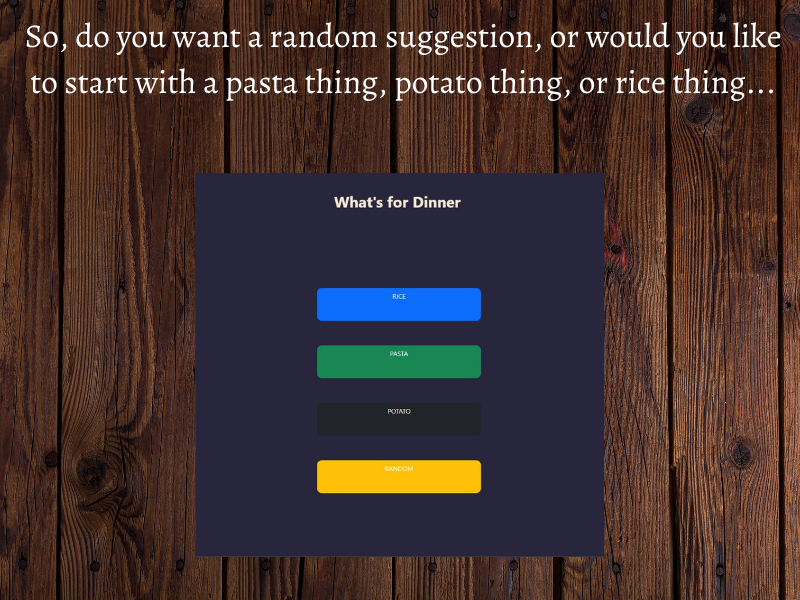 So, do you want a random suggestion, or would you like
to start with a pasta thing, potato thing, or rice thing...
What's for Dinner
RICE
PASTA
POTATO
RANDOM